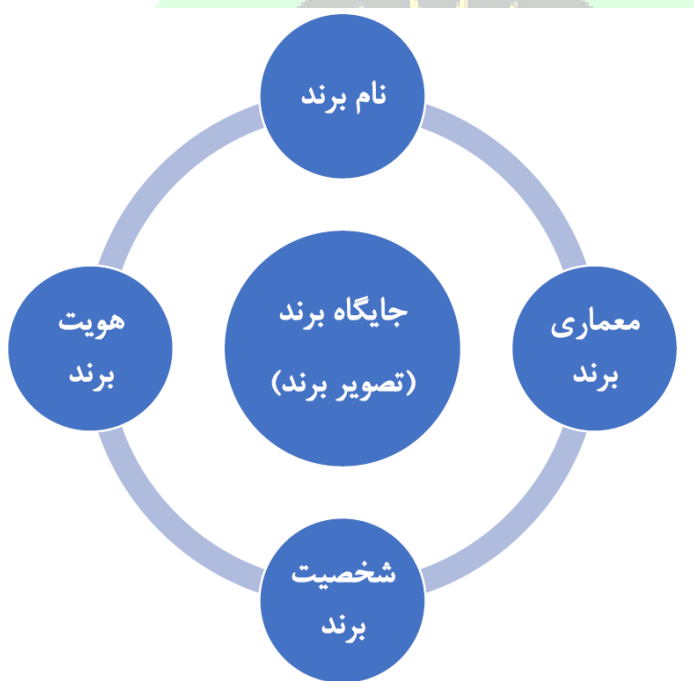 نام برند
جایگاه برند
(تصویر برند)
معماری
برند
هویت
برند
شخصیت
برند